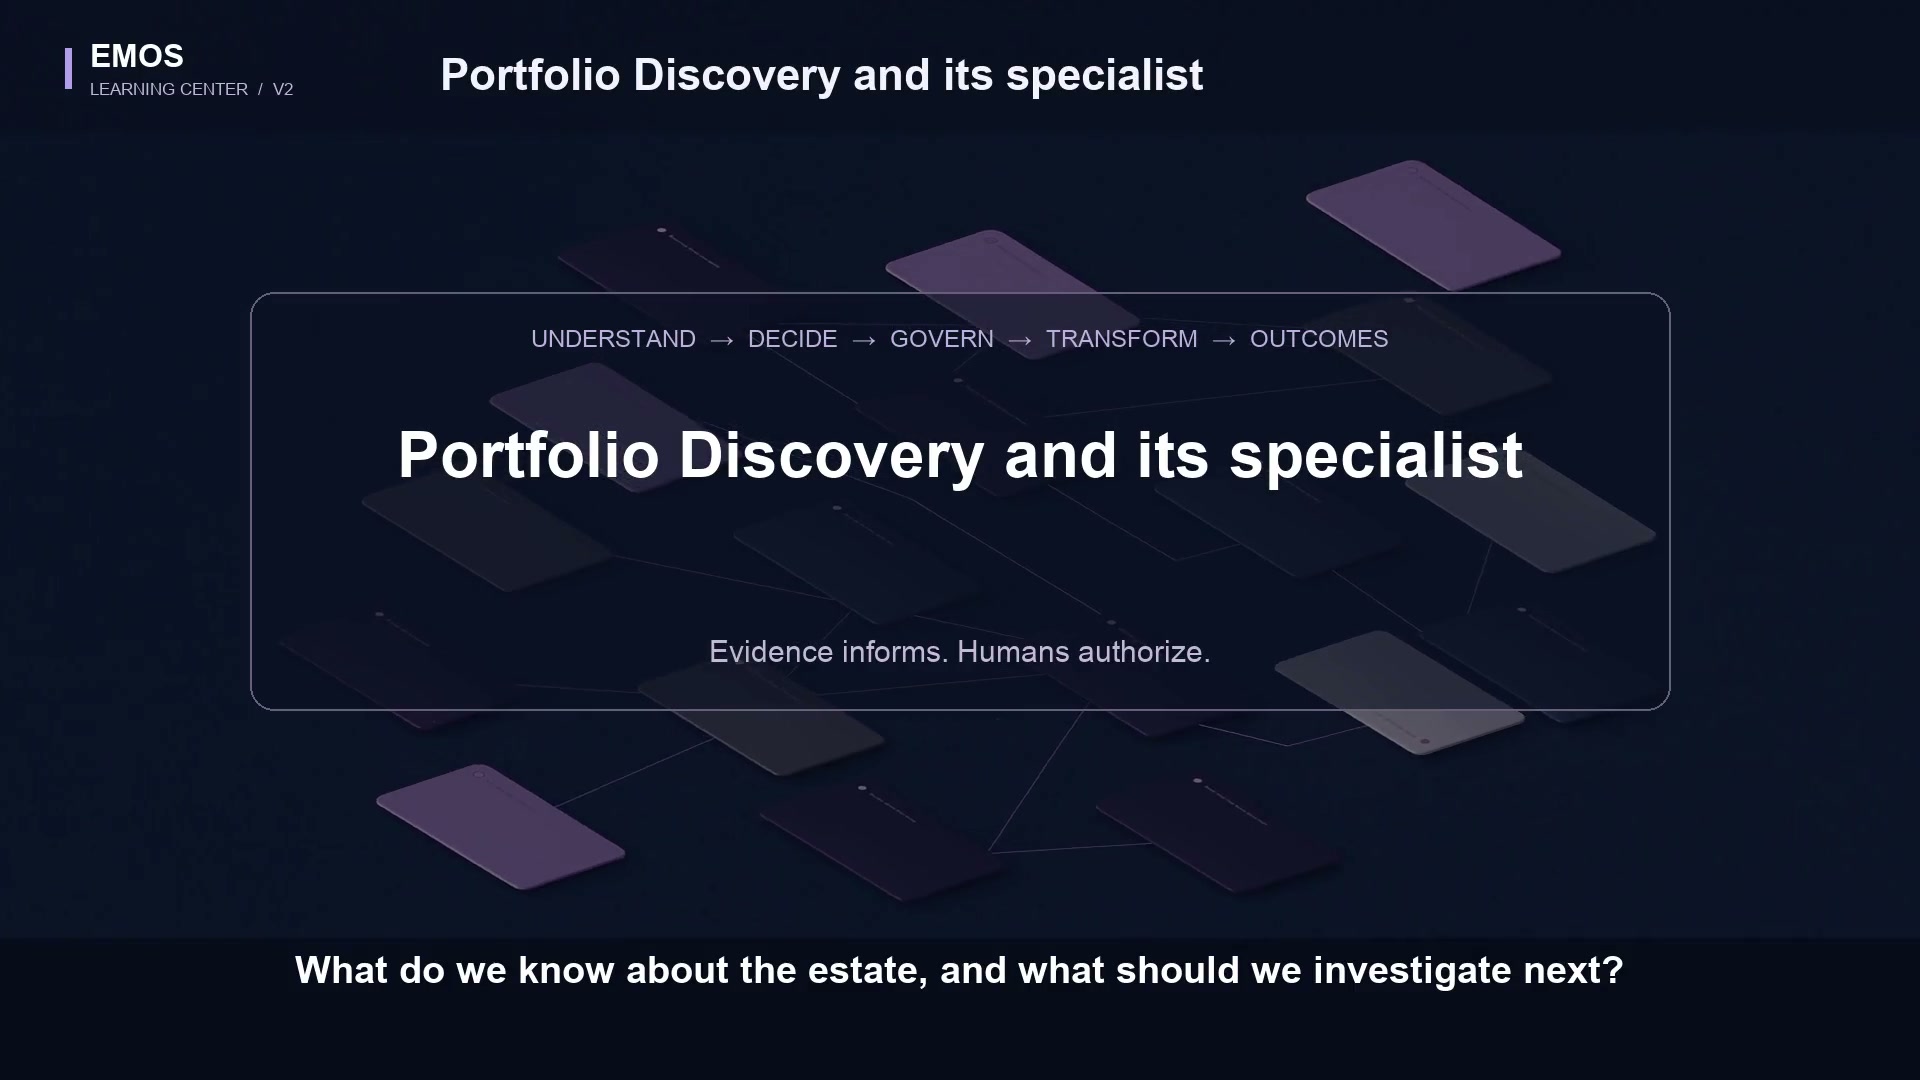 EMOS
LEARNING CENTER / V2
Portfolio Discovery and its specialist
UNDERSTAND → DECIDE → GOVERN → TRANSFORM → OUTCOMES
Portfolio Discovery and its specialist
Evidence informs. Humans authorize.
What do we know about the estate, and what should we investigate next?